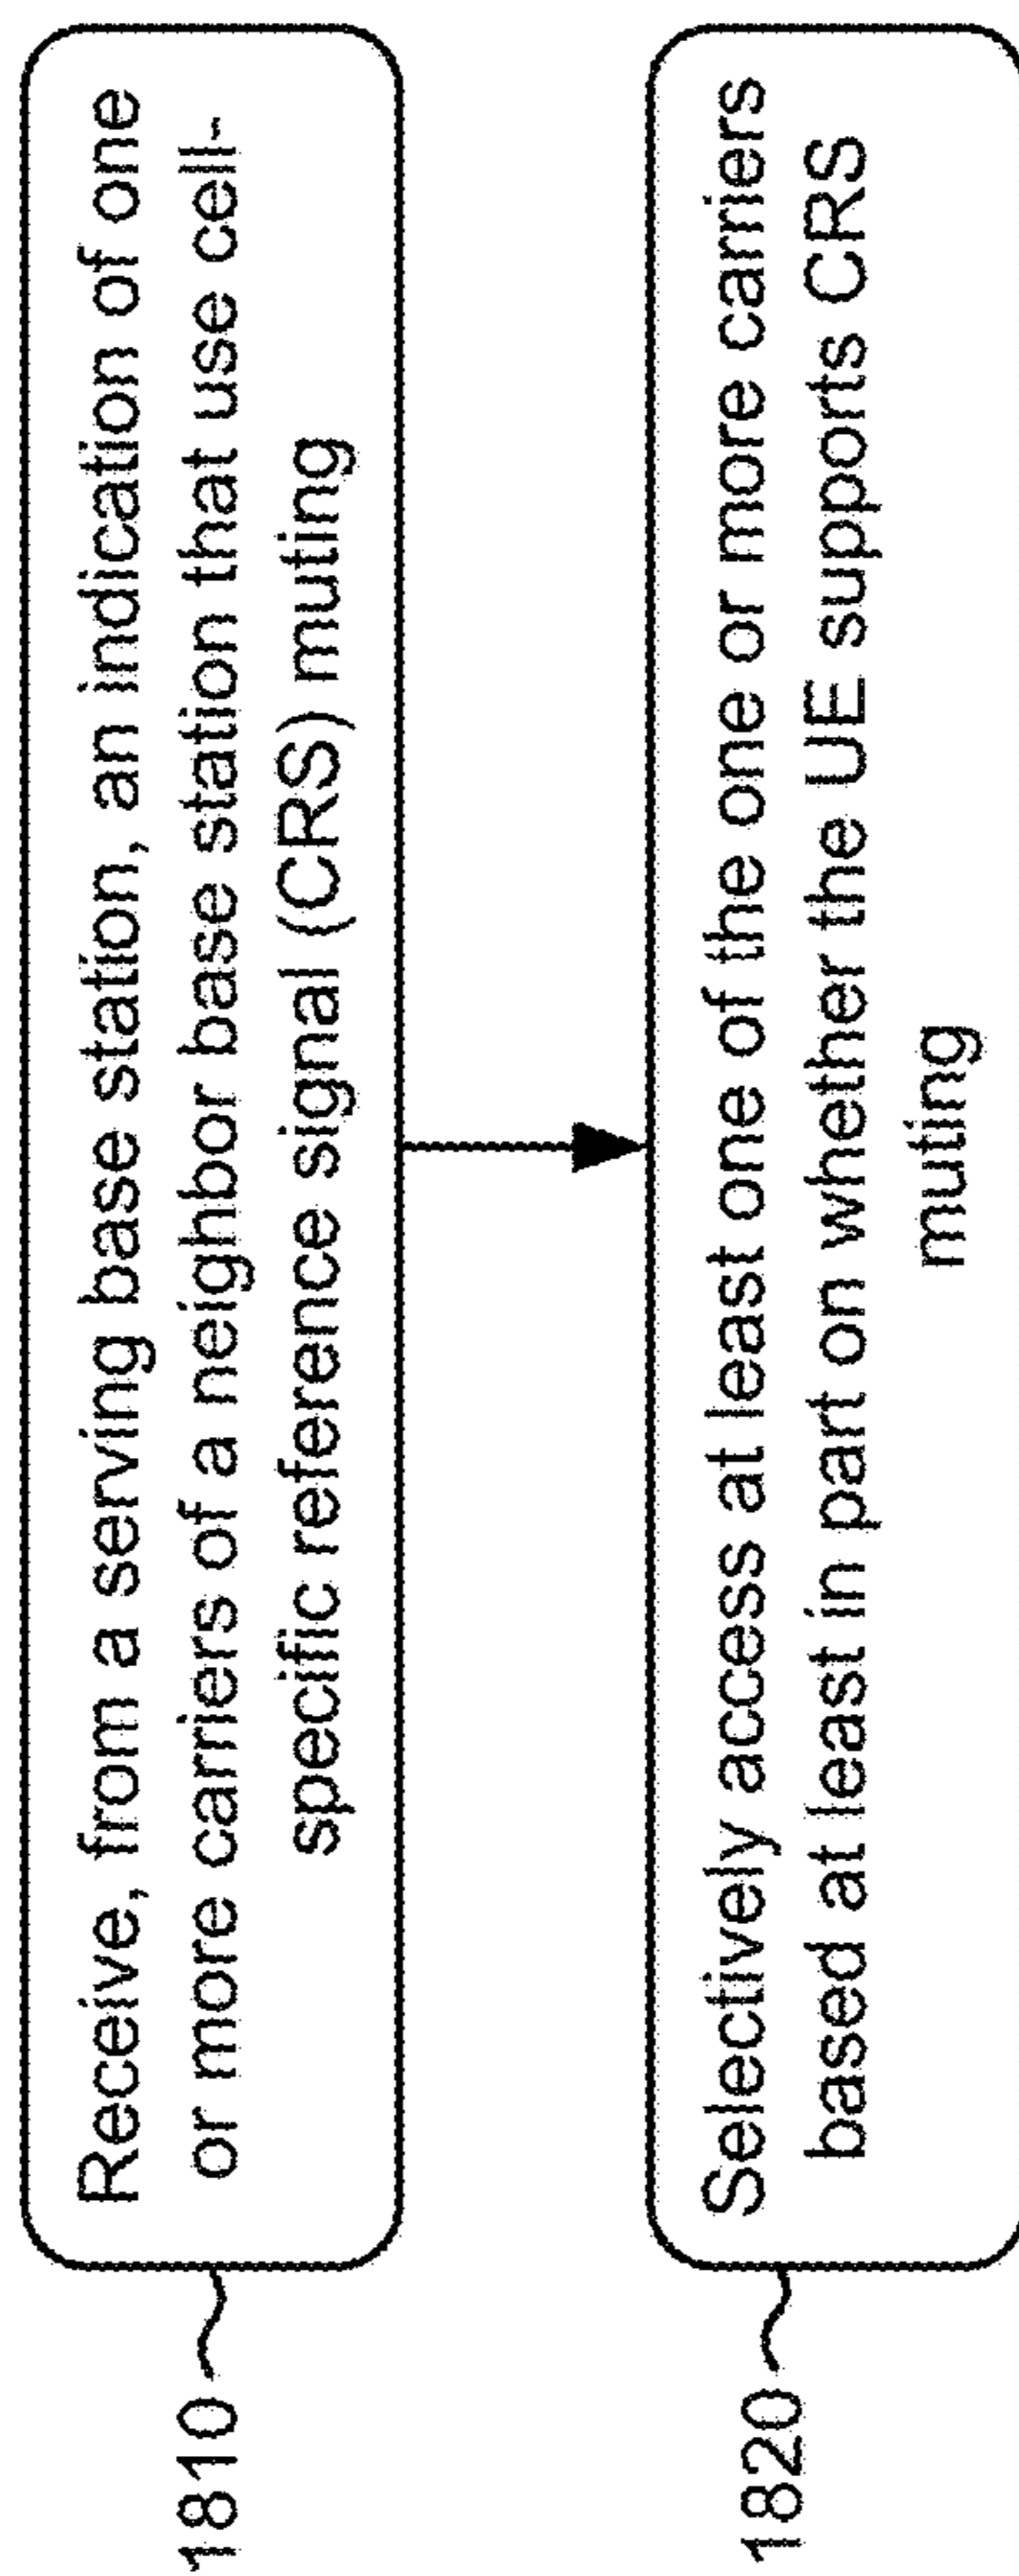 1810
Receive, from a serving base station, an indication of one
or more carriers of a neighbor base station that use cell-
specific reference signal (CRS) muting
1820
Selectively access at least one of the one or more carriers
based at least in part on whether the UE supports CRS
muting